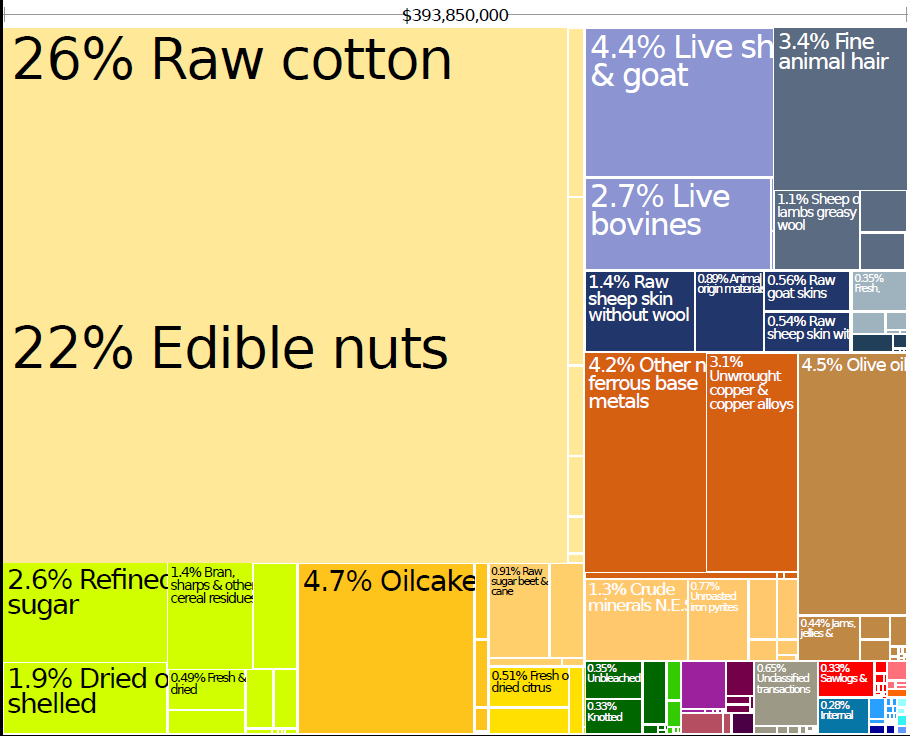 $393,850,000
26% Raw cotton
22% Edible nuts
4.4% Live sh
& goat
3.4% Fine
animal hair
2.7% Live
bovines
1.1% Sheep o
lambs greasy
wool
1.4% Raw
sheep skin
without wool
0.89% Animal
origin materials
0.56% Raw
goat skins
0.54% Raw
sheep skin wit
0.35%
Fresh,
4.2% Other n
ferrous base
metals
3.1%
Unwrought
copper &
copper alloys
4.5% Olive oil
2.6% Refined
sugar
1.4% Bran,
sharps & other
cereal residues
4.7% Oilcake
0.91% Raw
sugar beet &
cane
1.3% Crude
minerals N.E.S
0.77%
Unroasted
iron pyrites
0.44% Jams,
jellies &
1.9% Dried o
shelled
0.49% Fresh &
dried
0.51% Fresh o
dried citrus
0.35%
Unbleached
0.33%
Knotted
0.65%
Unclassified
transactions
0.33%
Sawlogs &
0.28%
Internal